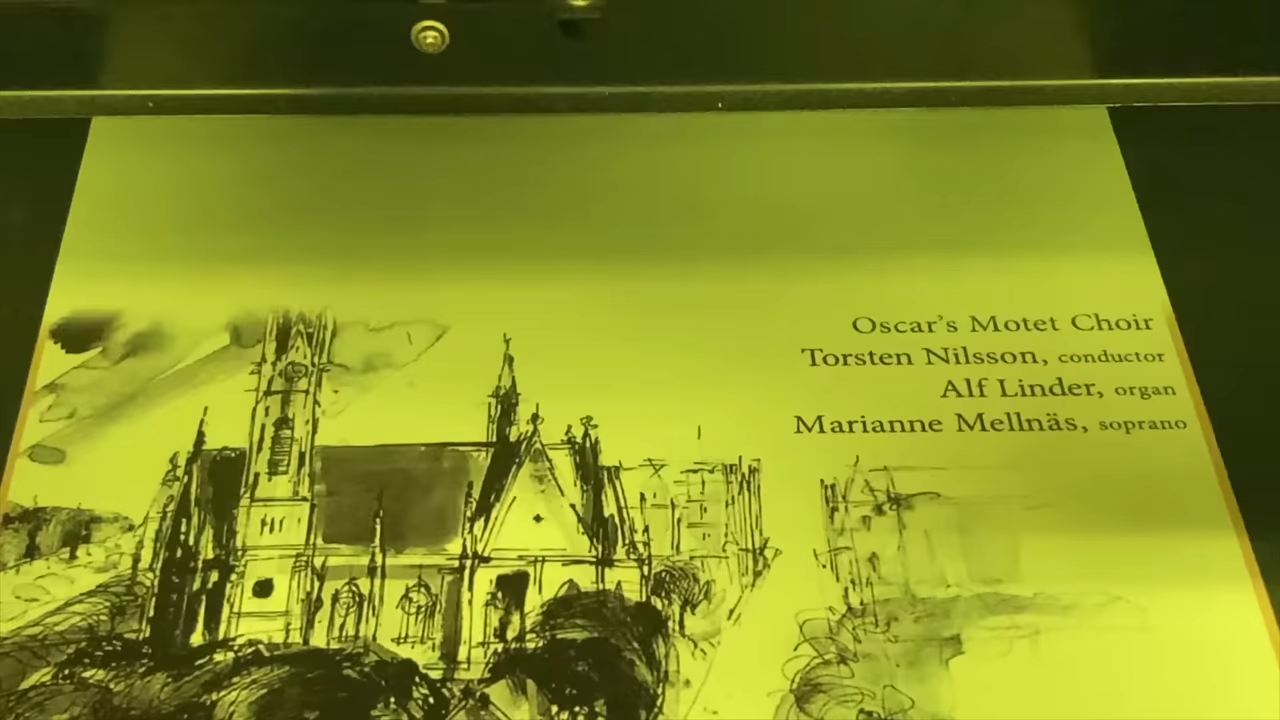 Oscar's Motet Choir
Torsten Nilsson, conductor
Alf Linder, organ
Marianne Mellnäs, soprano